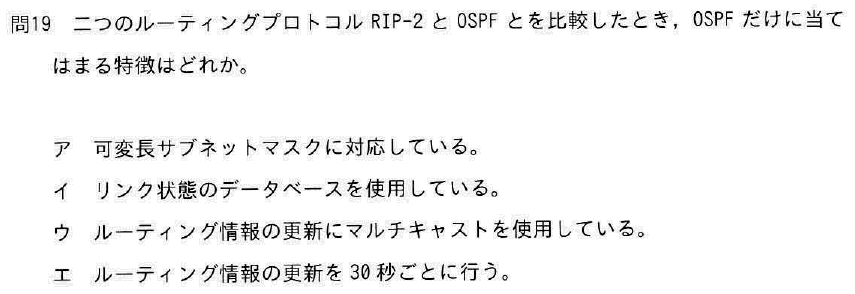 問19 二つのルーティングプロトコル RIP-2 と OSPF とを比較したとき，OSPF だけに当て
はまる特徴はどれか。
ア 可変長サブネットマスクに対応している。
イ リンク状態のデータベースを使用している。
ウ ルーティング情報の更新にマルチキャストを使用している。
エ ルーティング情報の更新を 30 秒ごとに行う。